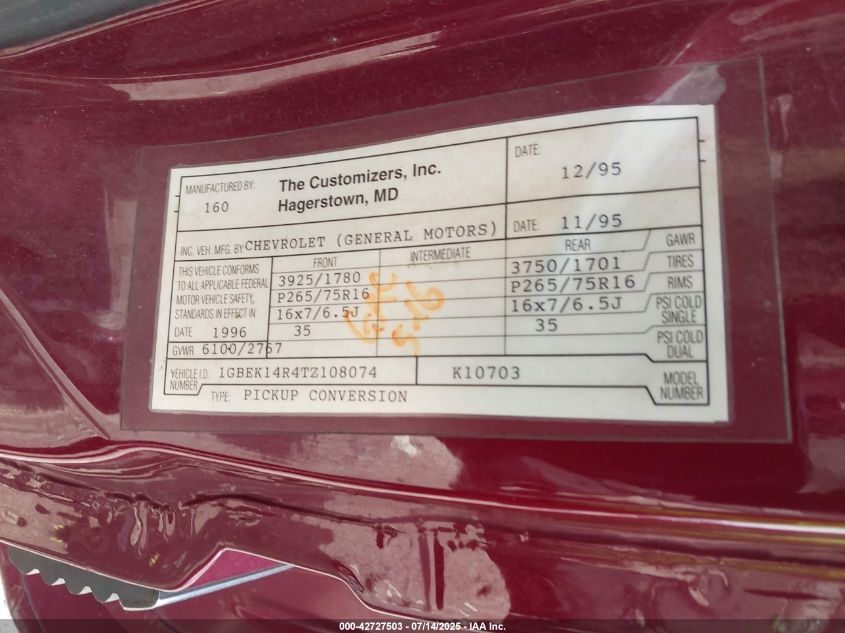 MANUFACTURED BY:
160
The Customizers, Inc.
Hagerstown, MD
DATE:
12/95
INC. VEH. MFG. BY CHEVROLET (GENERAL MOTORS)
DATE: 11/95
THIS VEHICLE CONFORMS
TO ALL APPLICABLE FEDERAL
MOTOR VEHICLE SAFETY,
STANDARDS IN EFFECT IN
DATE 1996
FRONT INTERMEDIATE REAR GAWR
3925/1780 3750/1701 TIRES
P265/75R16 P265/75R16 RIMS
16x7/6.5J 16x7/6.5J PSI COLD SINGLE
35 35 PSI COLD DUAL
GVWR 6100/2767
VEHICLE I.D. NUMBER 1GBEK14R4TZ108074 K10703 MODEL NUMBER
TYPE: PICKUP CONVERSION
000-42727503 - 07/14/2025 - IAA Inc.